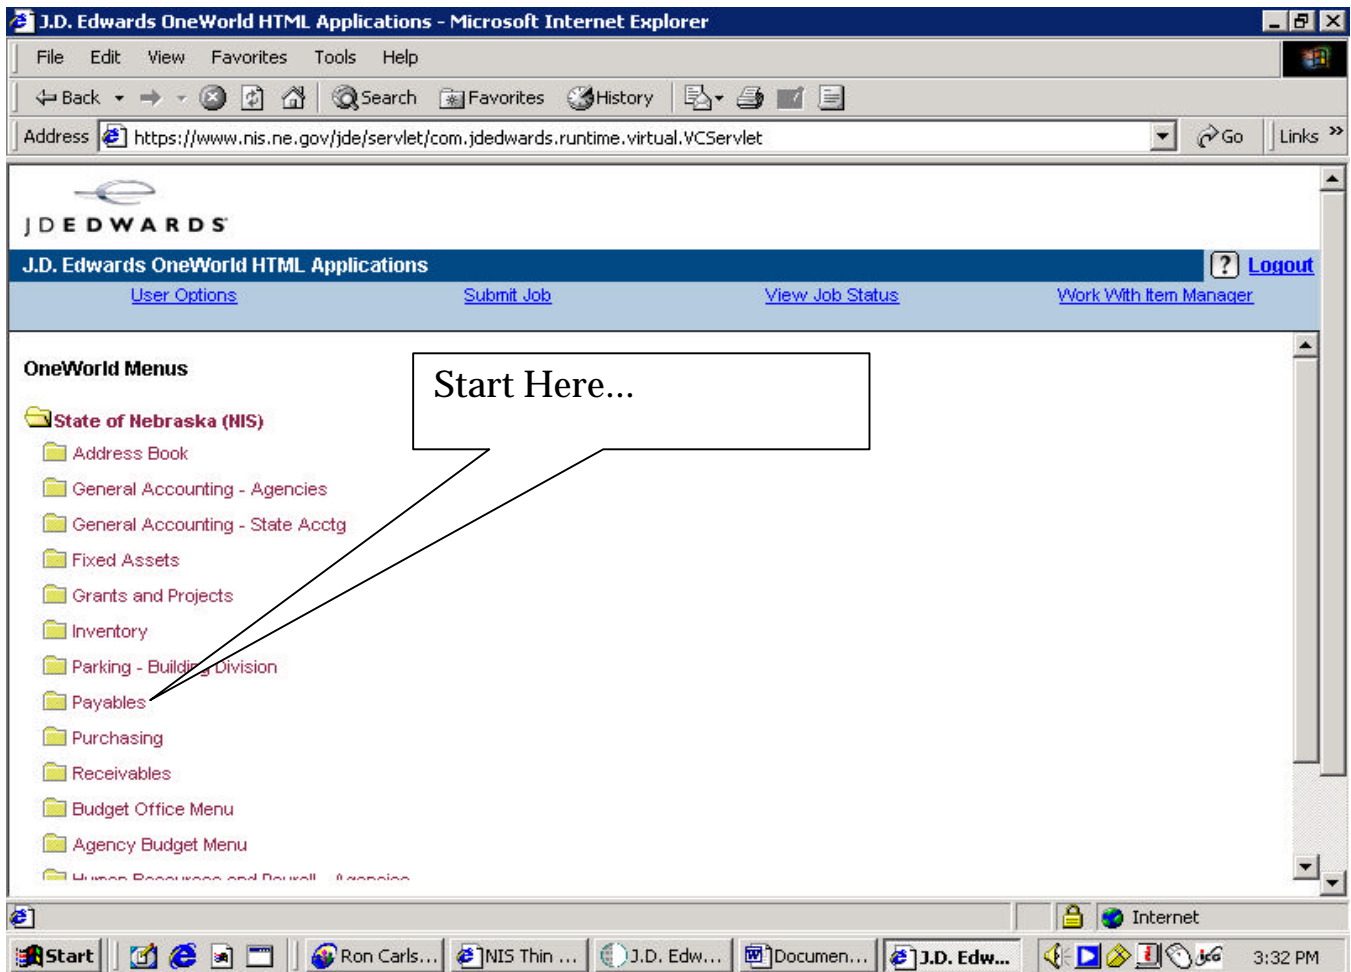 J.D. Edwards OneWorld HTML Applications - Microsoft Internet Explorer
File Edit View Favorites Tools Help
Back Search Favorites History
Address https://www.nis.ne.gov/jde/servlet/com.jdedwards.runtime.virtual.VCServlet Go Links »
JDEDWARDS
J.D. Edwards OneWorld HTML Applications ? Logout
User Options Submit Job View Job Status Work With Item Manager
OneWorld Menus
Start Here...
State of Nebraska (NIS)
Address Book
General Accounting - Agencies
General Accounting - State Acctg
Fixed Assets
Grants and Projects
Inventory
Parking - Building Division
Payables
Purchasing
Receivables
Budget Office Menu
Agency Budget Menu
Human Resources and Payroll - Agencies
Internet
Start Ron Carls... NIS Thin ... J.D. Edw... Documen... J.D. Edw... 3:32 PM